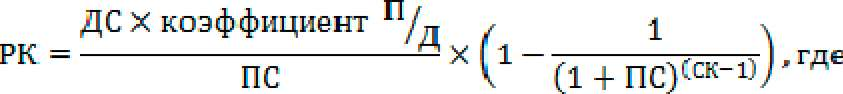 РК = ДС × коэффициент П/Д / ПС × (1 − 1 / (1 + ПС)^(СК−1)), где